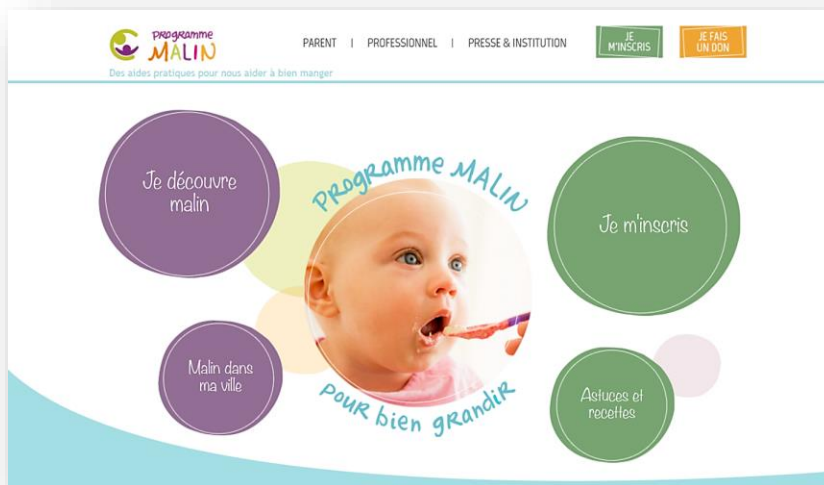 PROGRAMME
MALIN
Des aides pratiques pour nous aider à bien manger
PARENT | PROFESSIONNEL | PRESSE & INSTITUTION
JE
M'INSCRIS
JE FAIS
UN DON
Je découvre
malin
PROGRAMME MALIN
Je m'inscris
Malin dans
ma ville
POUR bien gRandiR
Astuces et
recettes